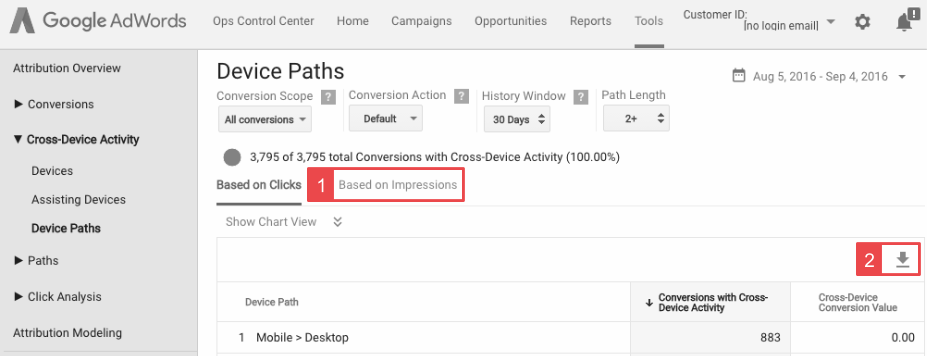 Google AdWords
Ops Control Center Home Campaigns Opportunities Reports Tools
Customer ID:
[no login email]
!
Attribution Overview
Conversions
Cross-Device Activity
Devices
Assisting Devices
Device Paths
Paths
Click Analysis
Attribution Modeling
Device Paths
Aug 5, 2016 - Sep 4, 2016
Conversion Scope ? Conversion Action ? History Window ? Path Length
All conversions Default 30 Days 2+
3,795 of 3,795 total Conversions with Cross-Device Activity (100.00%)
Based on Clicks 1 Based on Impressions
Show Chart View
2
Device Path
Conversions with Cross-
Device Activity
Cross-Device
Conversion Value
1 Mobile > Desktop 883 0.00